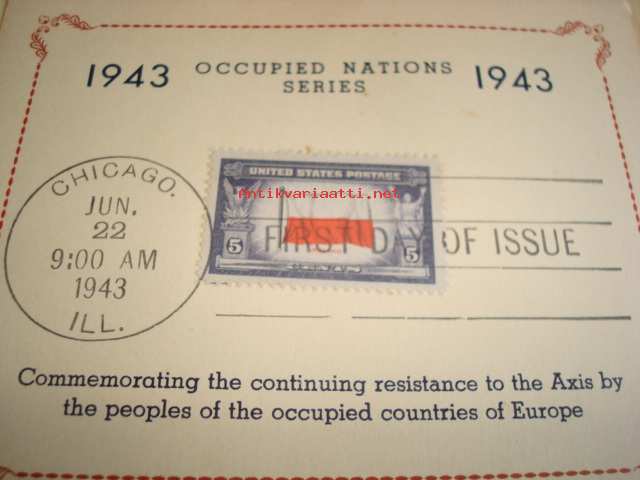 1943 OCCUPIED NATIONS 1943
SERIES
CHICAGO.
JUN.
22
9:00 AM
1943
ILL.
UNITED STATES POSTAGE
Antikvariaatti.net
FIRST DAY OF ISSUE
5 5
CENTS
Commemorating the continuing resistance to the Axis by
the peoples of the occupied countries of Europe